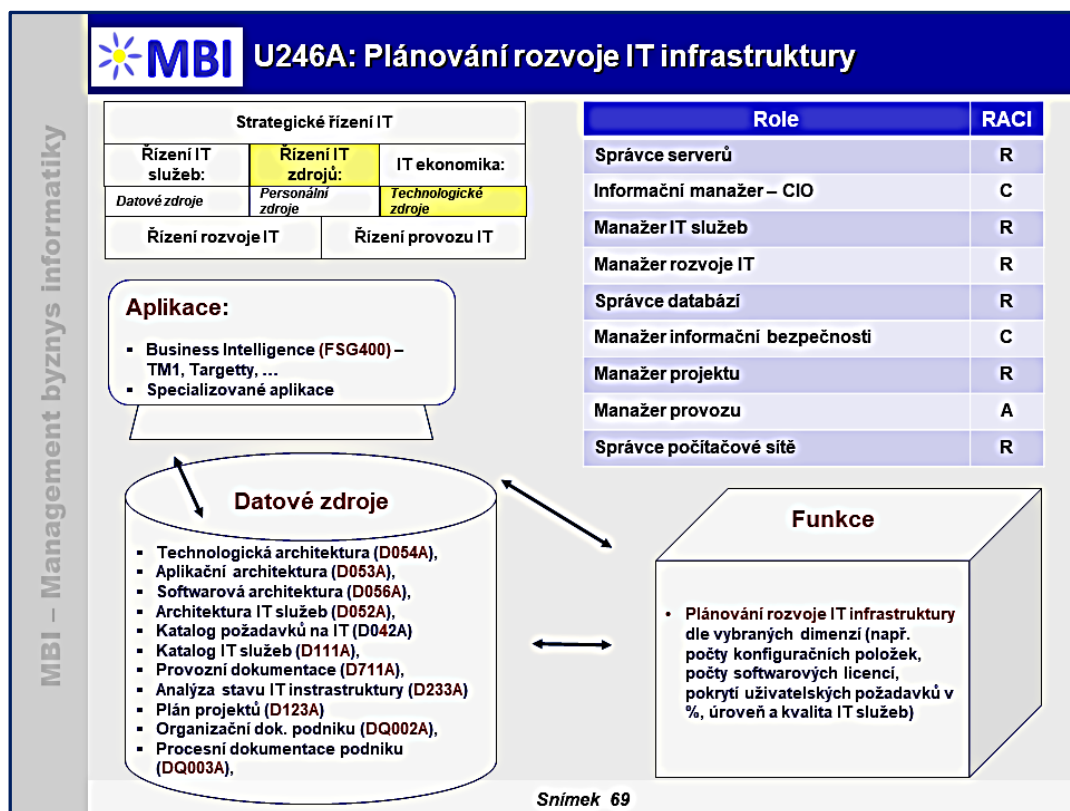 MBI – Management byznys informatiky
MBI
U246A: Plánování rozvoje IT infrastruktury
Strategické řízení IT
Řízení IT
služeb:
Řízení IT
zdrojů:
IT ekonomika:
Datové zdroje
Personální
zdroje
Technologické
zdroje
Řízení rozvoje IT
Řízení provozu IT
Role RACI
Správce serverů R
Informační manažer – CIO C
Manažer IT služeb R
Manažer rozvoje IT R
Správce databází R
Manažer informační bezpečnosti C
Manažer projektu R
Manažer provozu A
Správce počítačové sítě R
Aplikace:
▪ Business Intelligence (FSG400) –
TM1, Targetty, …
▪ Specializované aplikace
Datové zdroje
▪ Technologická architektura (D054A),
▪ Aplikační architektura (D053A),
▪ Softwarová architektura (D056A),
▪ Architektura IT služeb (D052A),
▪ Katalog požadavků na IT (D042A)
▪ Katalog IT služeb (D111A),
▪ Provozní dokumentace (D711A),
▪ Analýza stavu IT instrastruktury (D233A)
▪ Plán projektů (D123A)
▪ Organizační dok. podniku (DQ002A),
▪ Procesní dokumentace podniku
(DQ003A),
Funkce
• Plánování rozvoje IT infrastruktury
dle vybraných dimenzí (např.
počty konfiguračních položek,
počty softwarových licencí,
pokrytí uživatelských požadavků v
%, úroveň a kvalita IT služeb)
Snímek 69